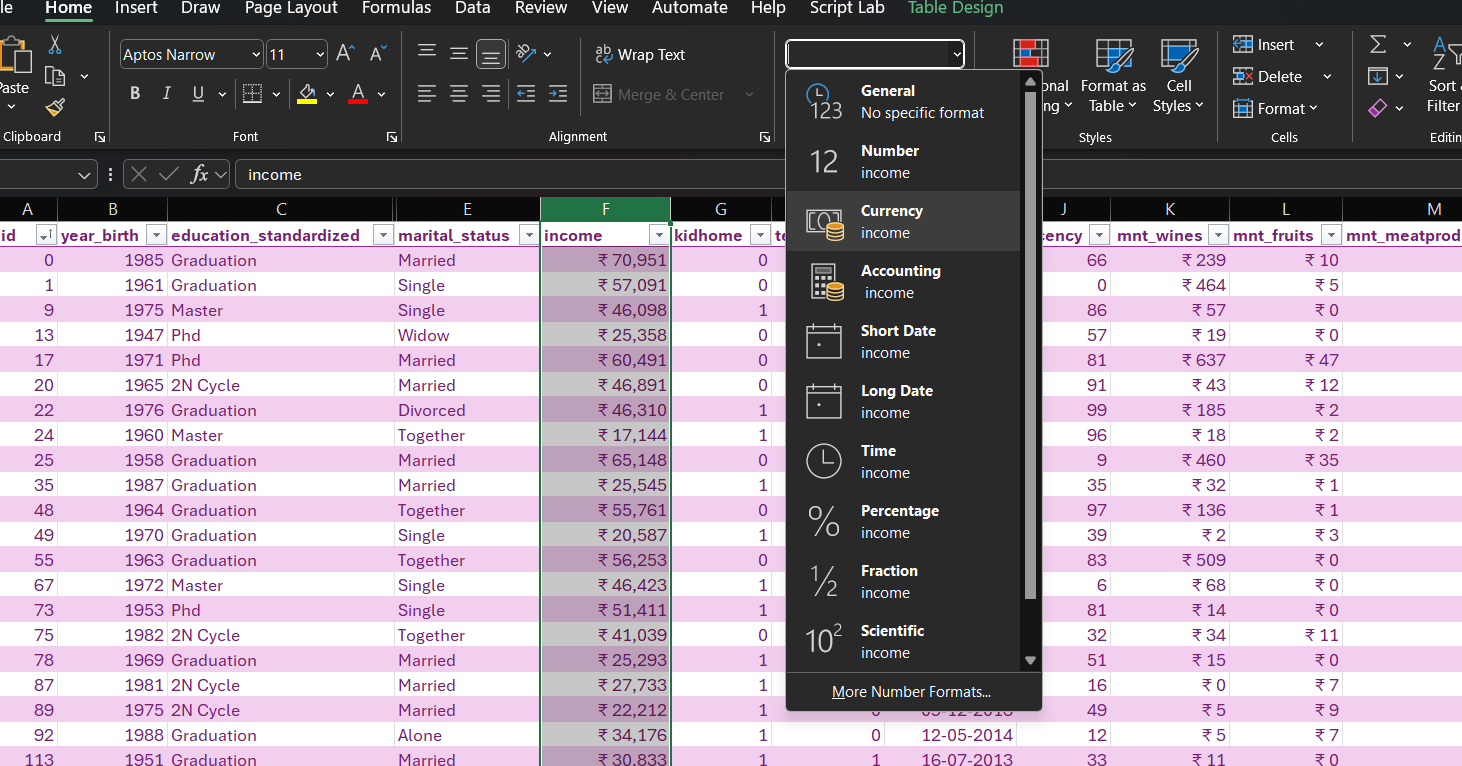 le Home Insert Draw Page Layout Formulas Data Review View Automate Help Script Lab Table Design
Aptos Narrow 11 A A
ab Wrap Text
Insert
Paste
B I U A
Merge & Center
onal Format as Cell
ng Table Styles
Delete
Format
Sort
Filter
Clipboard Font Alignment Styles Cells Editin
fx income
General
No specific format
Number
income
Currency
income
Accounting
income
Short Date
income
Long Date
income
Time
income
Percentage
income
Fraction
income
Scientific
income
More Number Formats...
A B C E F G J K L M
id year_birth education_standardized marital_status income kidhome te cency mnt_wines mnt_fruits mnt_meatprod
0 1985 Graduation Married ₹ 70,951 0 66 ₹ 239 ₹ 10
1 1961 Graduation Single ₹ 57,091 0 0 ₹ 464 ₹ 5
9 1975 Master Single ₹ 46,098 1 86 ₹ 57 ₹ 0
13 1947 Phd Widow ₹ 25,358 0 57 ₹ 19 ₹ 0
17 1971 Phd Married ₹ 60,491 0 81 ₹ 637 ₹ 47
20 1965 2N Cycle Married ₹ 46,891 0 91 ₹ 43 ₹ 12
22 1976 Graduation Divorced ₹ 46,310 1 99 ₹ 185 ₹ 2
24 1960 Master Together ₹ 17,144 1 96 ₹ 18 ₹ 2
25 1958 Graduation Married ₹ 65,148 0 9 ₹ 460 ₹ 35
35 1987 Graduation Married ₹ 25,545 1 35 ₹ 32 ₹ 1
48 1964 Graduation Together ₹ 55,761 0 97 ₹ 136 ₹ 1
49 1970 Graduation Single ₹ 20,587 1 39 ₹ 2 ₹ 3
55 1963 Graduation Together ₹ 56,253 0 83 ₹ 509 ₹ 0
67 1972 Master Single ₹ 46,423 1 6 ₹ 68 ₹ 0
73 1953 Phd Single ₹ 51,411 1 81 ₹ 14 ₹ 0
75 1982 2N Cycle Together ₹ 41,039 0 32 ₹ 34 ₹ 11
78 1969 Graduation Married ₹ 25,293 1 51 ₹ 15 ₹ 0
87 1981 2N Cycle Married ₹ 27,733 1 16 ₹ 0 ₹ 7
89 1975 2N Cycle Married ₹ 22,212 1 49 ₹ 5 ₹ 9
92 1988 Graduation Alone ₹ 34,176 1 0 12-05-2014 12 ₹ 5 ₹ 7
113 1951 Graduation Married ₹ 30,833 1 1 16-07-2013 33 ₹ 11 ₹ 0